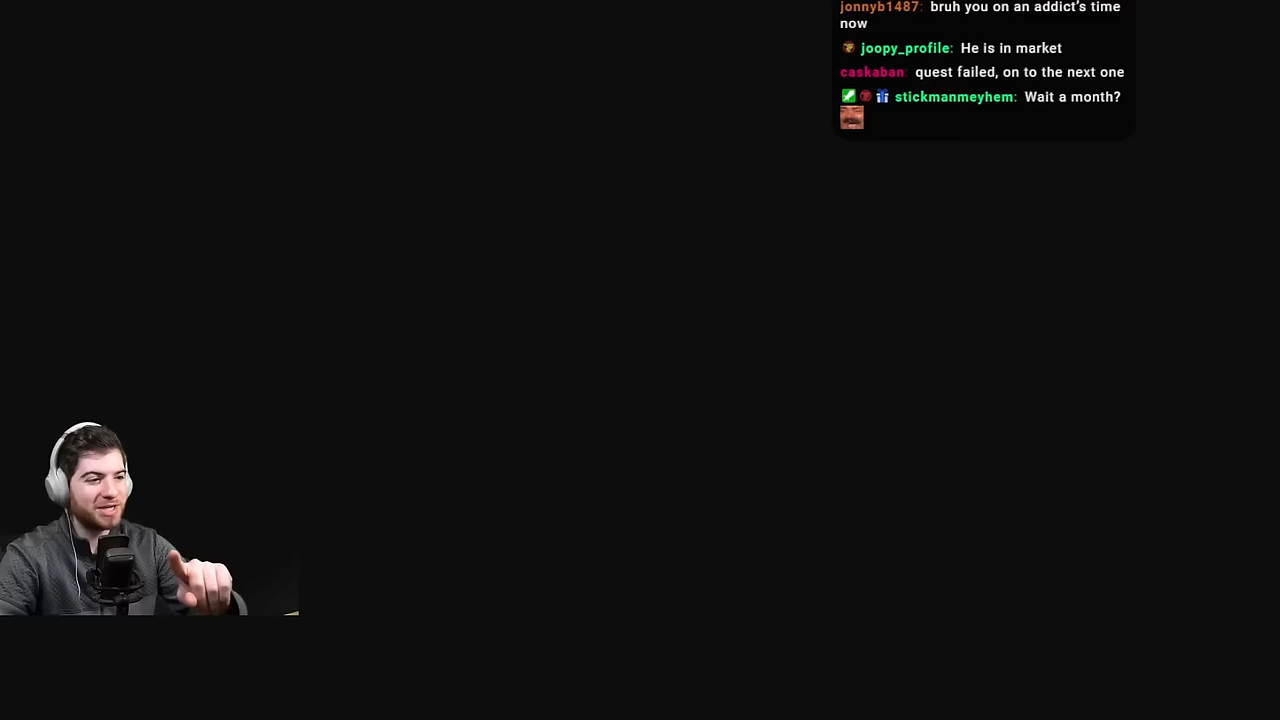 jonnyb1487: bruh you on an addict's time
now
joopy_profile: He is in market
caskaban: quest failed, on to the next one
stickmanmeyhem: Wait a month?